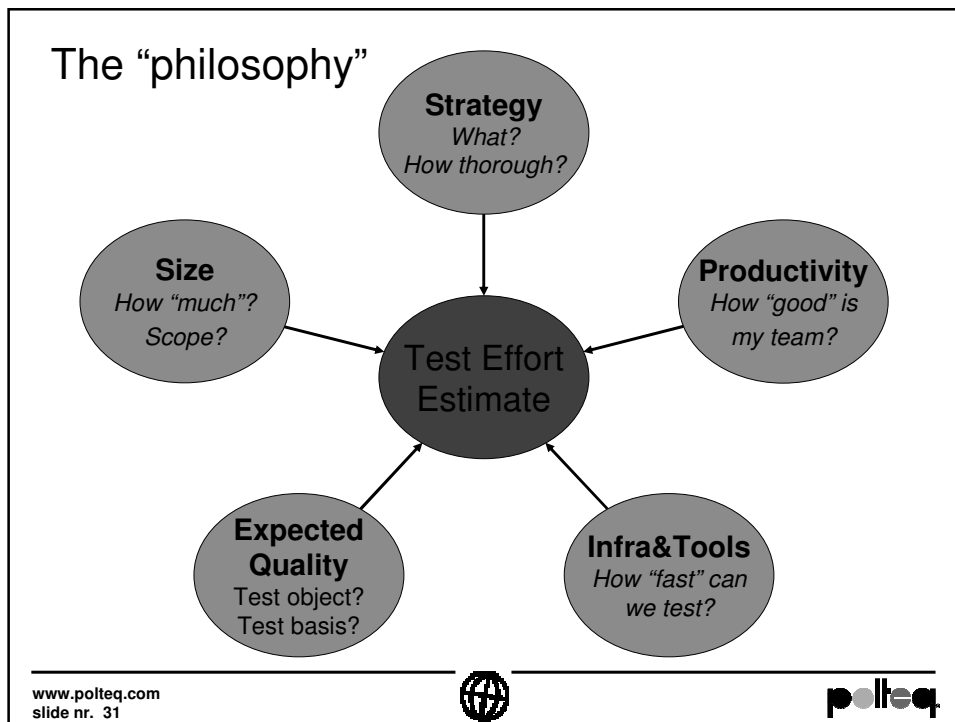 The “philosophy”
Strategy
What?
How thorough?
Size
How “much”?
Scope?
Productivity
How “good” is
my team?
Test Effort
Estimate
Expected
Quality
Test object?
Test basis?
Infra&Tools
How “fast” can
we test?
www.polteq.com
slide nr. 31
polteq